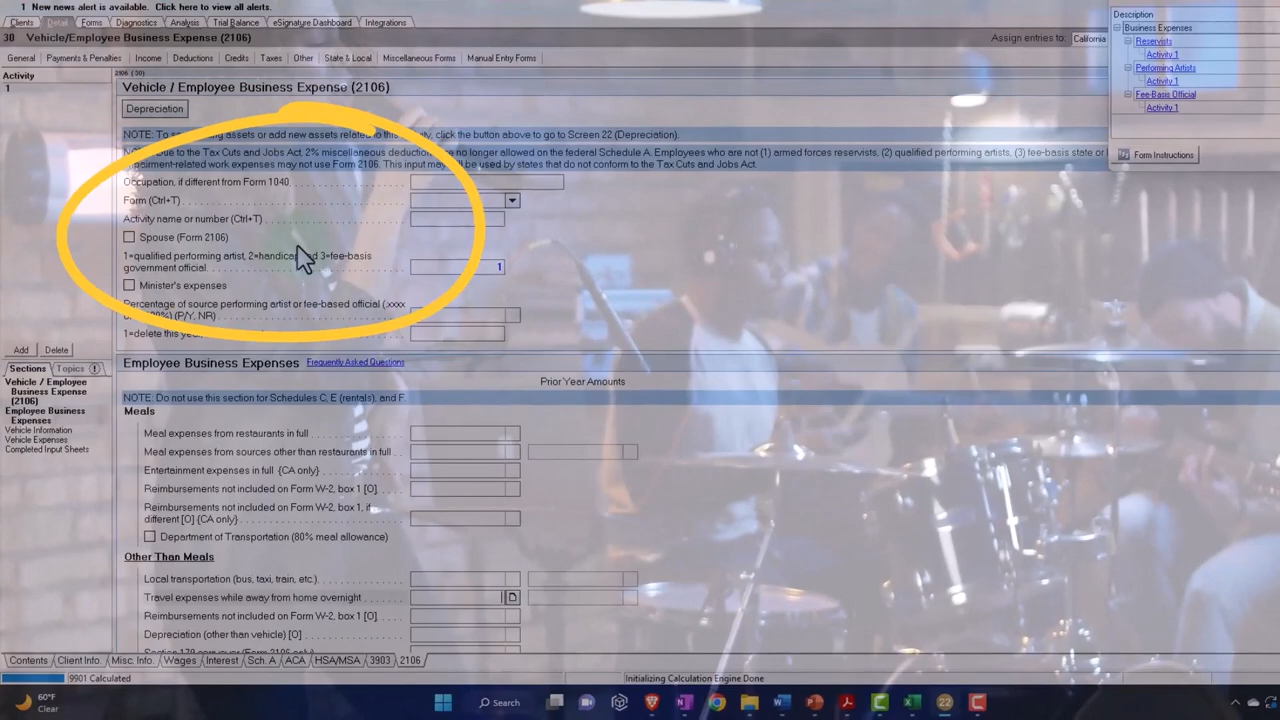 1 New news alert is available. Click here to view all alerts.
Clients Detail Forms Diagnostics Analysis Trial Balance eSignature Dashboard Integrations
30 Vehicle/Employee Business Expense (2106)
Assign entries to: California
General Payments & Penalties Income Deductions Credits Taxes Other State & Local Miscellaneous Forms Manual Entry Forms
Activity
1
2106 (30)
Vehicle / Employee Business Expense (2106)
Depreciation
NOTE: To assets or add new assets related to this activity, click the button above to go to Screen 22 (Depreciation).
NOTE: Due to the Tax Cuts and Jobs Act, 2% miscellaneous deductions are no longer allowed on the federal Schedule A. Employees who are not (1) armed forces reservists, (2) qualified performing artists, (3) fee-basis state or
impairment-related work expenses may not use Form 2106. This input may still be used by states that do not conform to the Tax Cuts and Jobs Act.
Occupation, if different from Form 1040
Form (Ctrl+T)
Activity name or number (Ctrl+T)
Spouse (Form 2106)
1=qualified performing artist, 2=handicapped 3=fee-basis
government official. 1
Minister's expenses
Percentage of source performing artist or fee-based official (.xxxx
(P/Y, NR)
1=delete this year,
Add Delete
Sections Topics
Vehicle / Employee
Business Expense
(2106)
Employee Business
Expenses
Vehicle Information
Vehicle Expenses
Completed Input Sheets
Employee Business Expenses Frequently Asked Questions
Prior Year Amounts
NOTE: Do not use this section for Schedules C, E (rentals), and F.
Meals
Meal expenses from restaurants in full
Meal expenses from sources other than restaurants in full
Entertainment expenses in full {CA only}
Reimbursements not included on Form W-2, box 1 [O]
Reimbursements not included on Form W-2, box 1, if
different [O] {CA only}
Department of Transportation (80% meal allowance)
Other Than Meals
Local transportation (bus, taxi, train, etc.)
Travel expenses while away from home overnight
Reimbursements not included on Form W-2, box 1 [O]
Depreciation (other than vehicle) [O]
Description
Business Expenses
Reservists
Activity 1
Performing Artists
Activity 1
Fee-Basis Official
Activity 1
Form Instructions
Contents Client Info. Misc. Info. Wages Interest Sch. A ACA HSA/MSA 3903 2106
9901 Calculated
Initializing Calculation Engine Done
60°F
Clear
Search
22